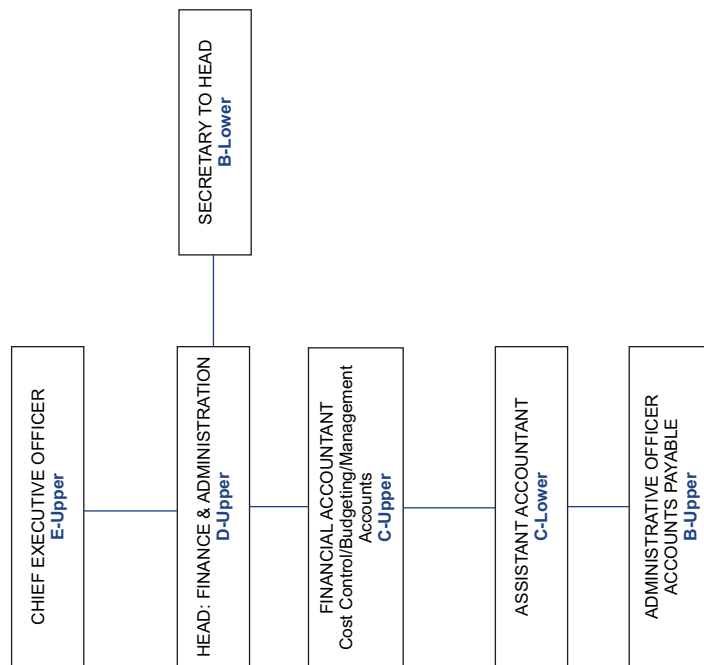 CHIEF EXECUTIVE OFFICER
E-Upper
HEAD: FINANCE & ADMINISTRATION
D-Upper
SECRETARY TO HEAD
B-Lower
FINANCIAL ACCOUNTANT
Cost Control/Budgeting/Management
Accounts
C-Upper
ASSISTANT ACCOUNTANT
C-Lower
ADMINISTRATIVE OFFICER
ACCOUNTS PAYABLE
B-Upper